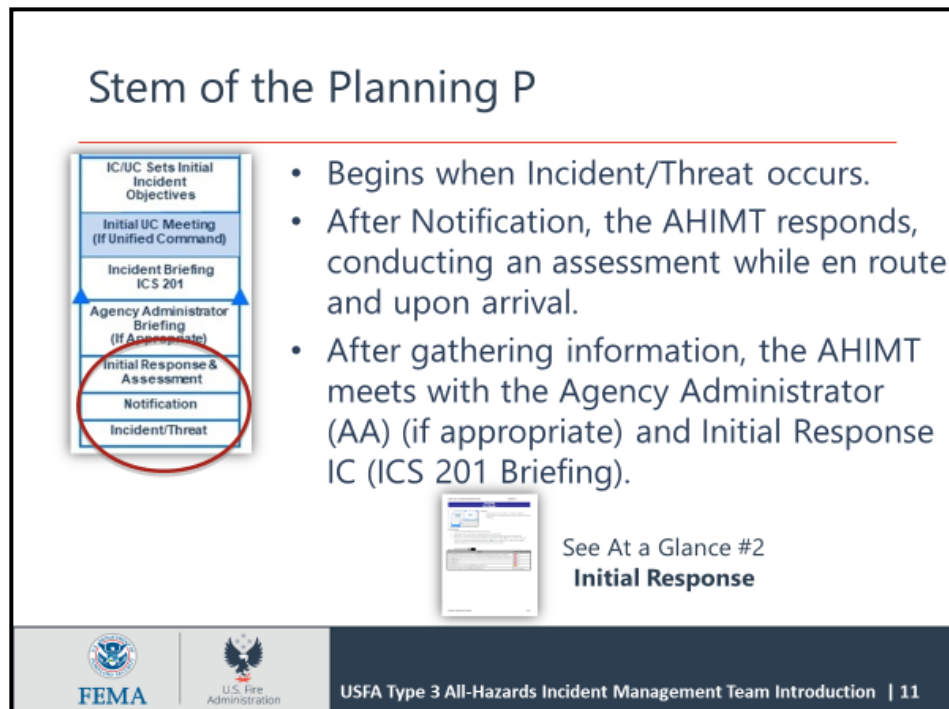 Stem of the Planning P
IC/UC Sets Initial
Incident
Objectives
Initial UC Meeting
(If Unified Command)
Incident Briefing
ICS 201
Agency Administrator
Briefing
(If Appropriate)
Initial Response &
Assessment
Notification
Incident/Threat
• Begins when Incident/Threat occurs.
• After Notification, the AHIMT responds,
conducting an assessment while en route
and upon arrival.
• After gathering information, the AHIMT
meets with the Agency Administrator
(AA) (if appropriate) and Initial Response
IC (ICS 201 Briefing).
See At a Glance #2
Initial Response
FEMA
U.S. Fire
Administration
USFA Type 3 All-Hazards Incident Management Team Introduction | 11